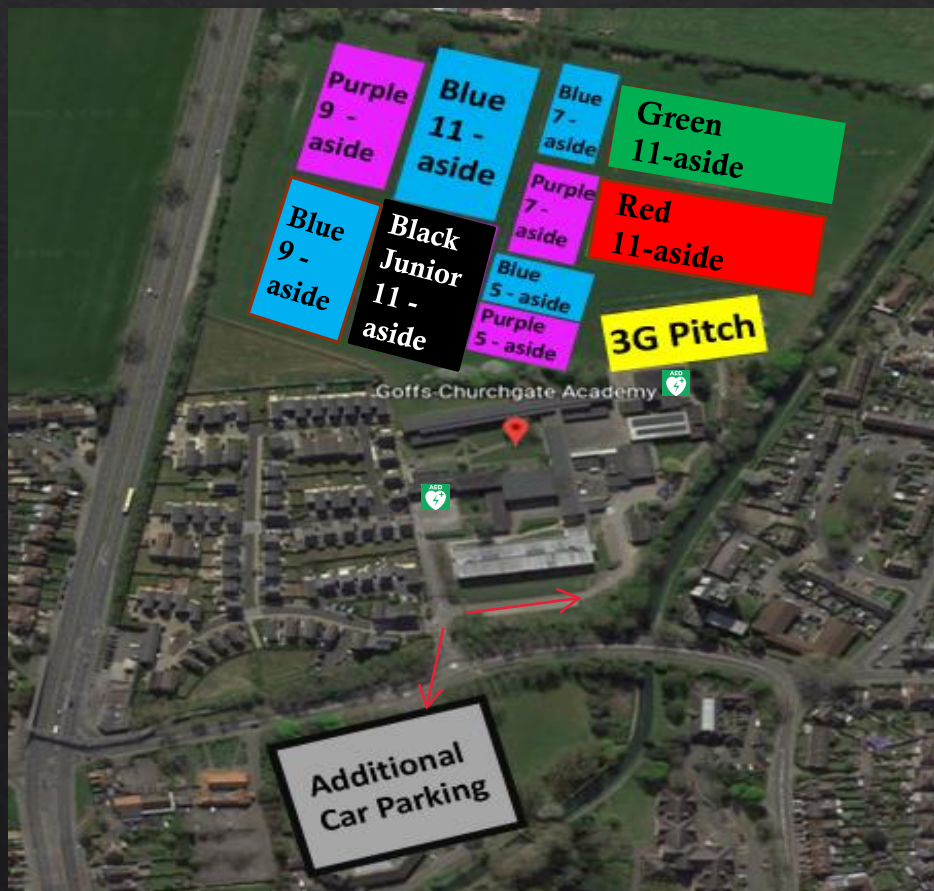 Purple
9 -
aside
Blue
11 -
aside
Blue
7 -
aside
Green
11-aside
Purple
7 -
aside
Red
11-aside
Blue
9 -
aside
Black
Junior
11 -
aside
Blue
5 - aside
Purple
5 - aside
3G Pitch
AED
Goffs-Churchgate Academy
AED
Additional
Car Parking